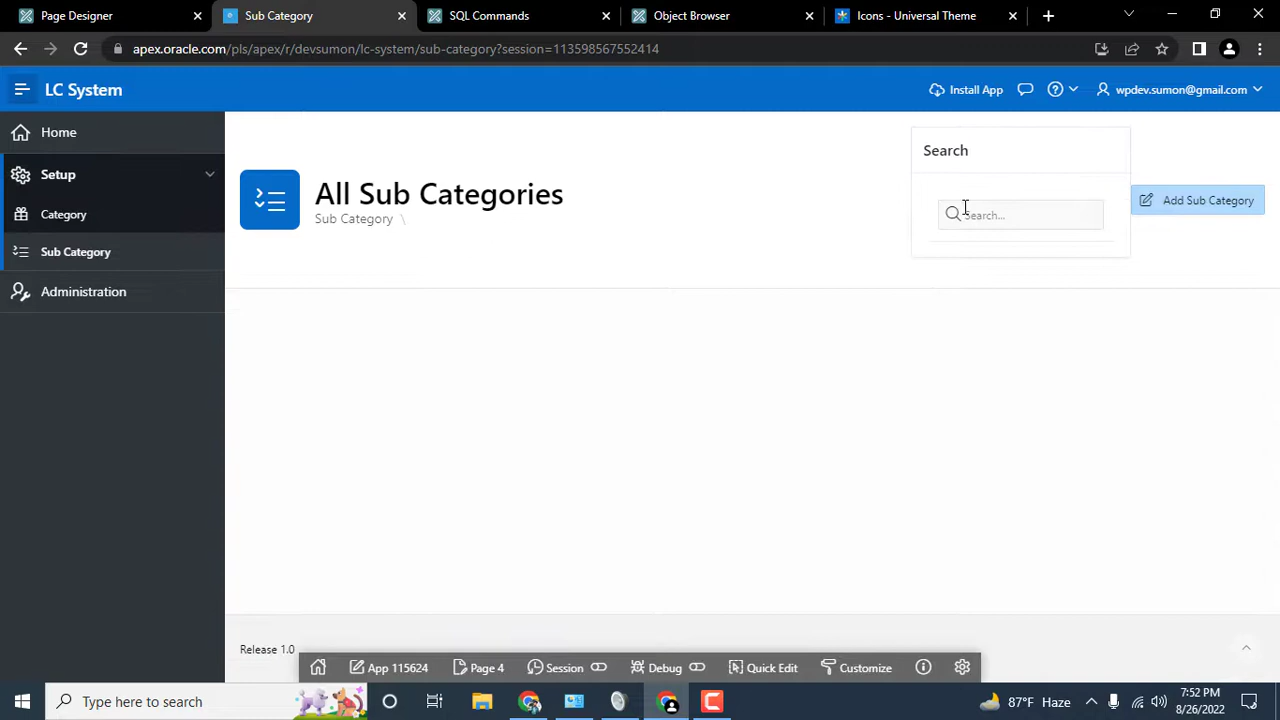 Page Designer
Sub Category
SQL Commands
Object Browser
Icons - Universal Theme
apex.oracle.com/pls/apex/r/devsumon/lc-system/sub-category?session=113598567552414
LC System
Install App
wpdev.sumon@gmail.com
Home
Setup
Category
Sub Category
Administration
All Sub Categories
Sub Category \
Search
Search...
Add Sub Category
Release 1.0
App 115624
Page 4
Session
Debug
Quick Edit
Customize
Type here to search
87°F Haze
7:52 PM
8/26/2022